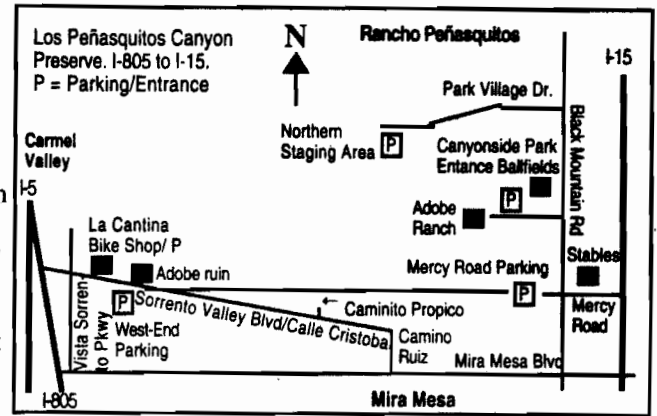 Los Peñasquitos Canyon
Preserve. I-805 to I-15.
P = Parking/Entrance
N
Rancho Peñasquitos
I-15
Park Village Dr.
Black Mountain Rd
Northern
Staging Area P
Canyonside Park
Entance Ballfields
P
Carmel
Valley
I-5
Adobe
Ranch
La Cantina
Bike Shop/ P
Adobe ruin
Stables
Mercy Road Parking
P
Mercy
Road
Vista Sorren-
to Pkwy
P
West-End
Parking
Sorrento Valley Blvd/Calle Cristoba
← Caminito Propico
Camino
Ruiz
Mira Mesa Blvd
I-805
Mira Mesa